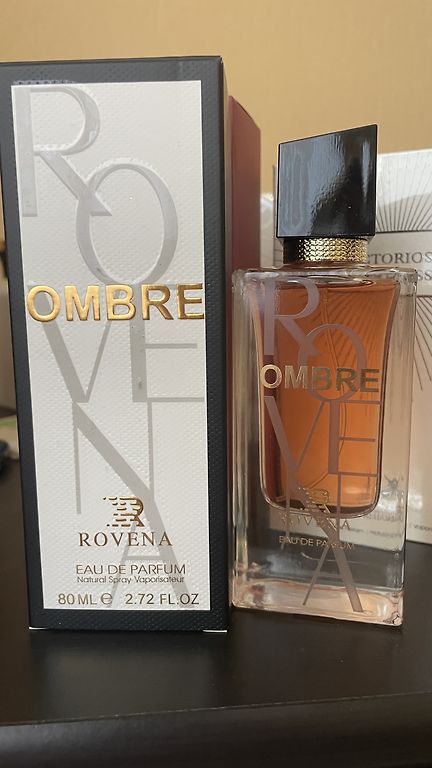 ROVENA
OMBRE
ROVENA
EAU DE PARFUM
Natural Spray-Vaporisateur
80 ML ℮ 2.72 FL.OZ
ROVENA
OMBRE
ROVENA
EAU DE PARFUM